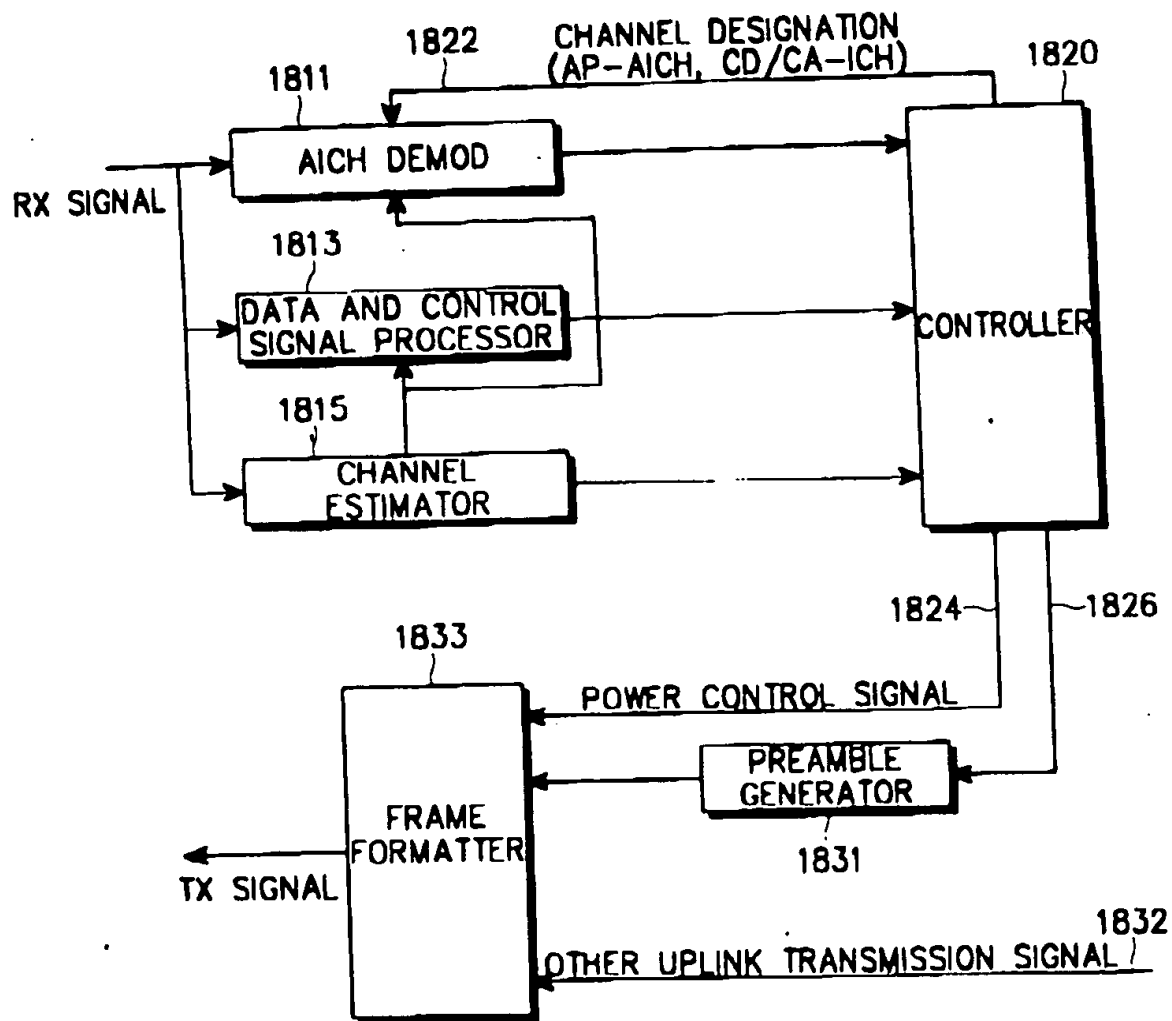 1822
CHANNEL DESIGNATION
(AP-AICH, CD/CA-ICH)
1820
1811
AICH DEMOD
RX SIGNAL
1813
DATA AND CONTROL
SIGNAL PROCESSOR
CONTROLLER
1815
CHANNEL
ESTIMATOR
1824
1826
1833
POWER CONTROL SIGNAL
PREAMBLE
GENERATOR
1831
FRAME
FORMATTER
TX SIGNAL
1832
OTHER UPLINK TRANSMISSION SIGNAL